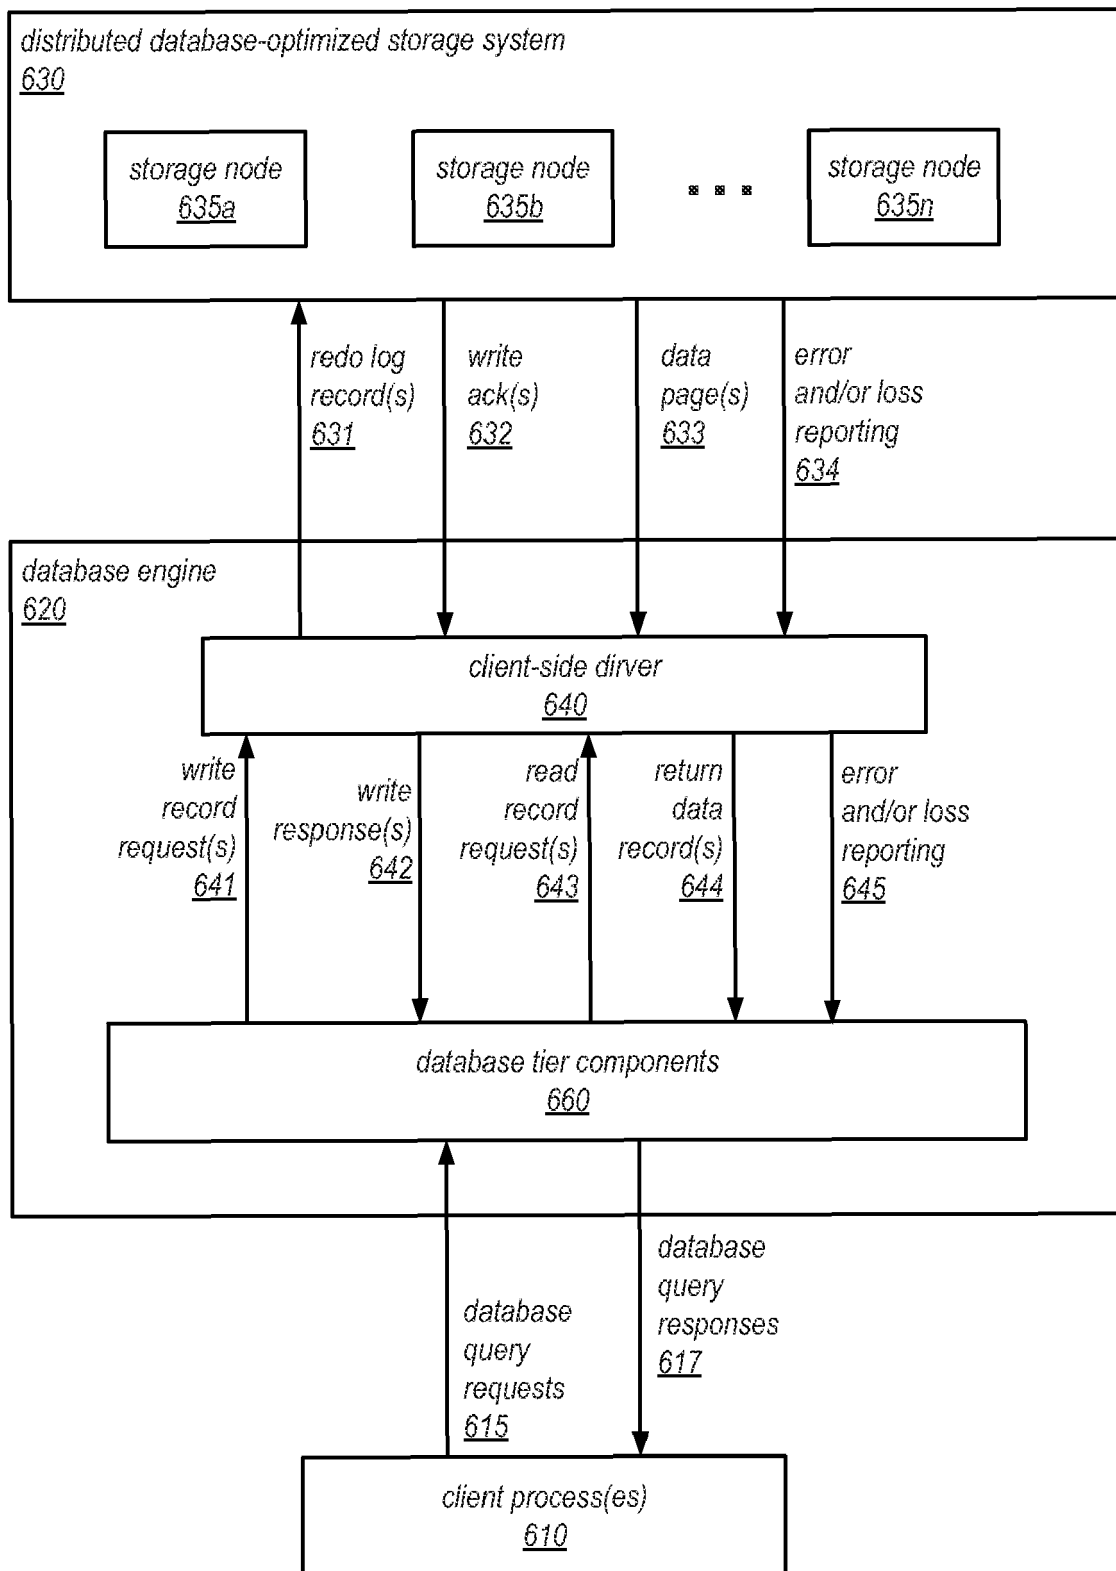 distributed database-optimized storage system
630
storage node
635a
storage node
635b
storage node
635n
redo log
record(s)
631
write
ack(s)
632
data
page(s)
633
error
and/or loss
reporting
634
database engine
620
client-side dirver
640
write
record
request(s)
641
write
response(s)
642
read
record
request(s)
643
return
data
record(s)
644
error
and/or loss
reporting
645
database tier components
660
database
query
requests
615
database
query
responses
617
client process(es)
610